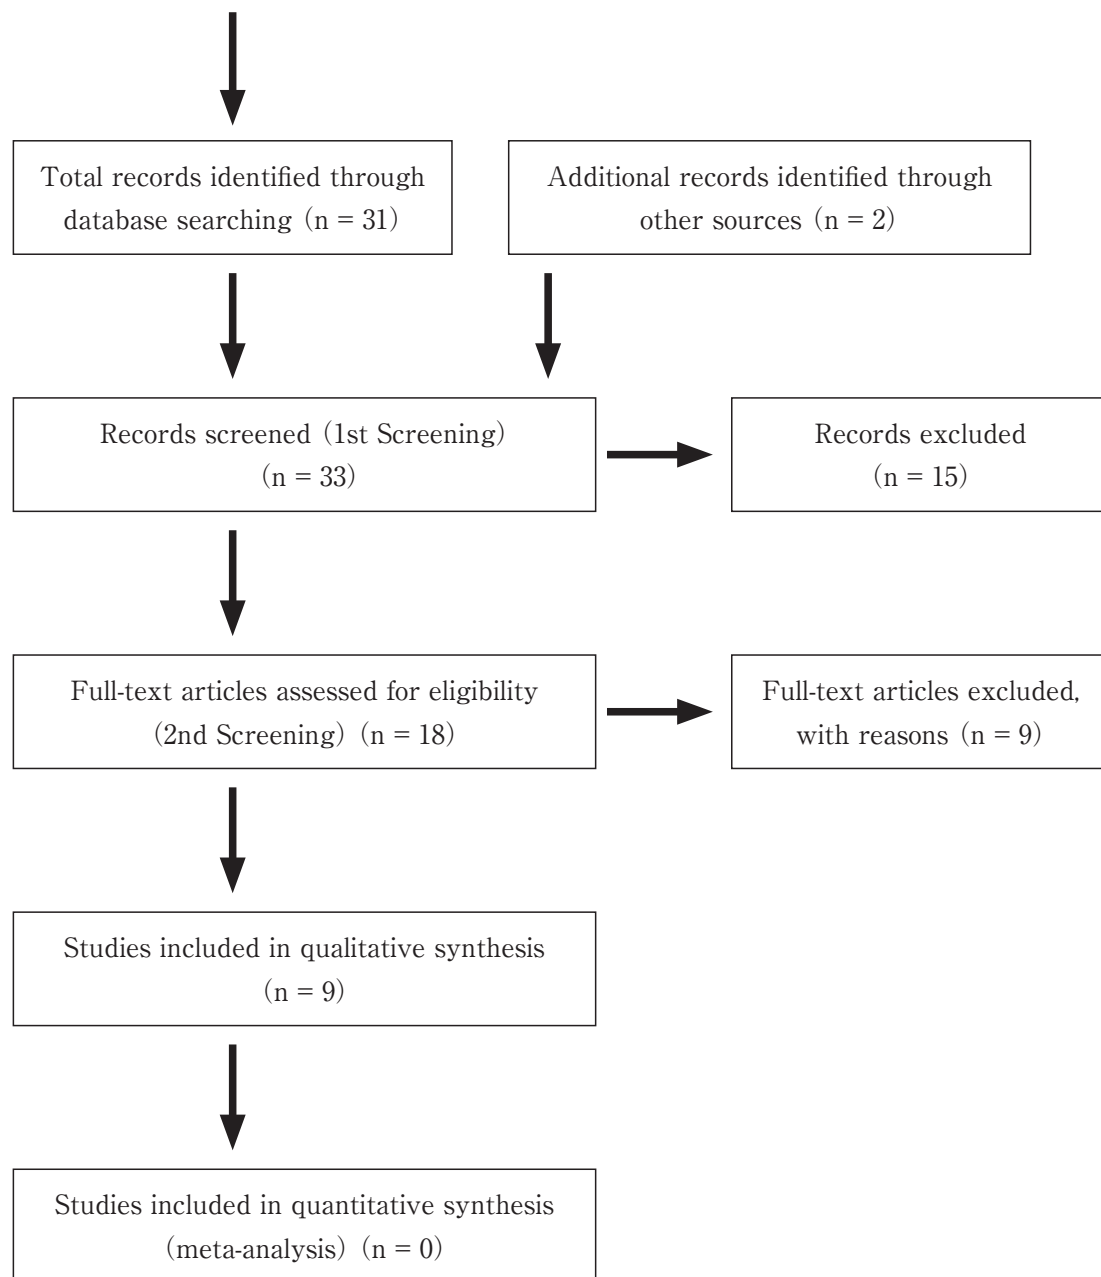 Total records identified through
database searching (n = 31)
Additional records identified through
other sources (n = 2)
Records screened (1st Screening)
(n = 33)
Records excluded
(n = 15)
Full-text articles assessed for eligibility
(2nd Screening) (n = 18)
Full-text articles excluded,
with reasons (n = 9)
Studies included in qualitative synthesis
(n = 9)
Studies included in quantitative synthesis
(meta-analysis) (n = 0)